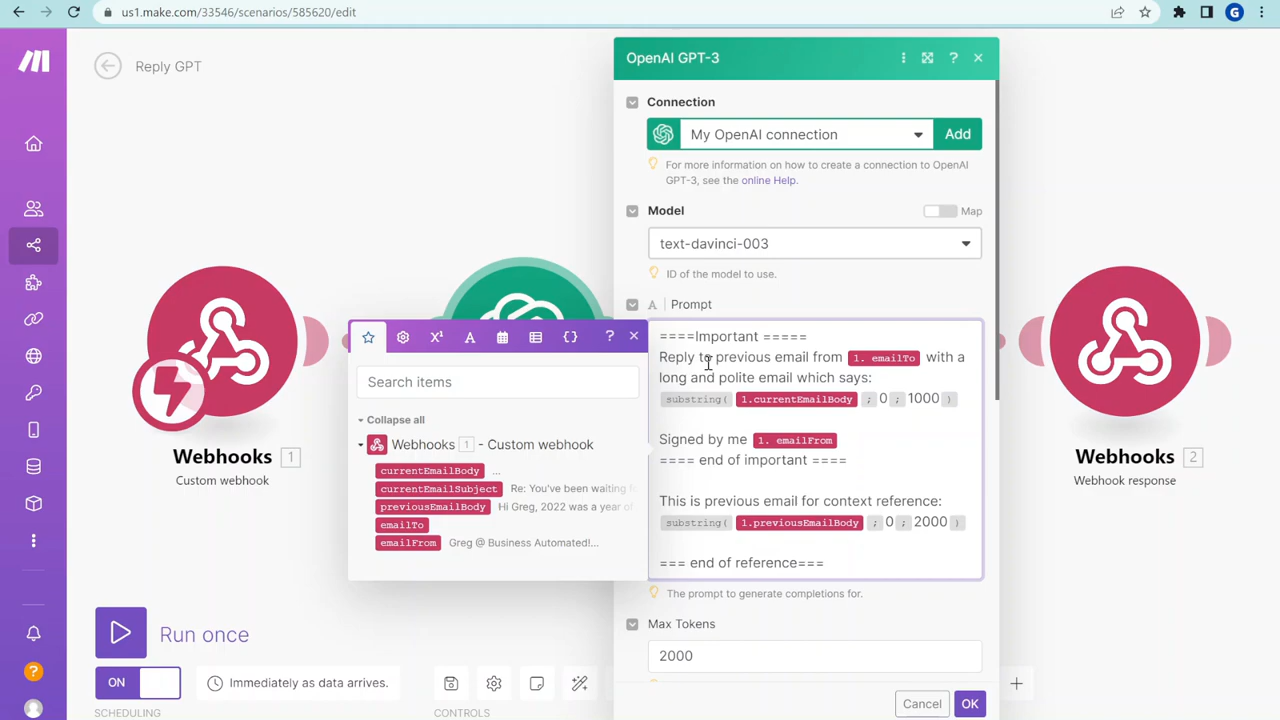 us1.make.com/33546/scenarios/585620/edit
G
Reply GPT
OpenAI GPT-3
?
Connection
My OpenAI connection
Add
For more information on how to create a connection to OpenAI
GPT-3, see the online Help.
Model
Map
text-davinci-003
ID of the model to use.
A Prompt
====Important =====
Reply to previous email from 1. emailTo with a
long and polite email which says:
substring( 1.currentEmailBody ; 0 ; 1000 )
Signed by me 1. emailFrom
==== end of important ====
This is previous email for context reference:
substring( 1.previousEmailBody ; 0 ; 2000 )
=== end of reference===
The prompt to generate completions for.
Max Tokens
2000
Cancel
OK
X¹ A {} ?
Search items
Collapse all
Webhooks 1 - Custom webhook
currentEmailBody ...
currentEmailSubject Re: You've been waiting
previousEmailBody Hi Greg, 2022 was a year of
emailTo
emailFrom Greg @ Business Automated!...
Webhooks 1
Custom webhook
Webhooks 2
Webhook response
Run once
ON
Immediately as data arrives.
SCHEDULING
CONTROLS
?